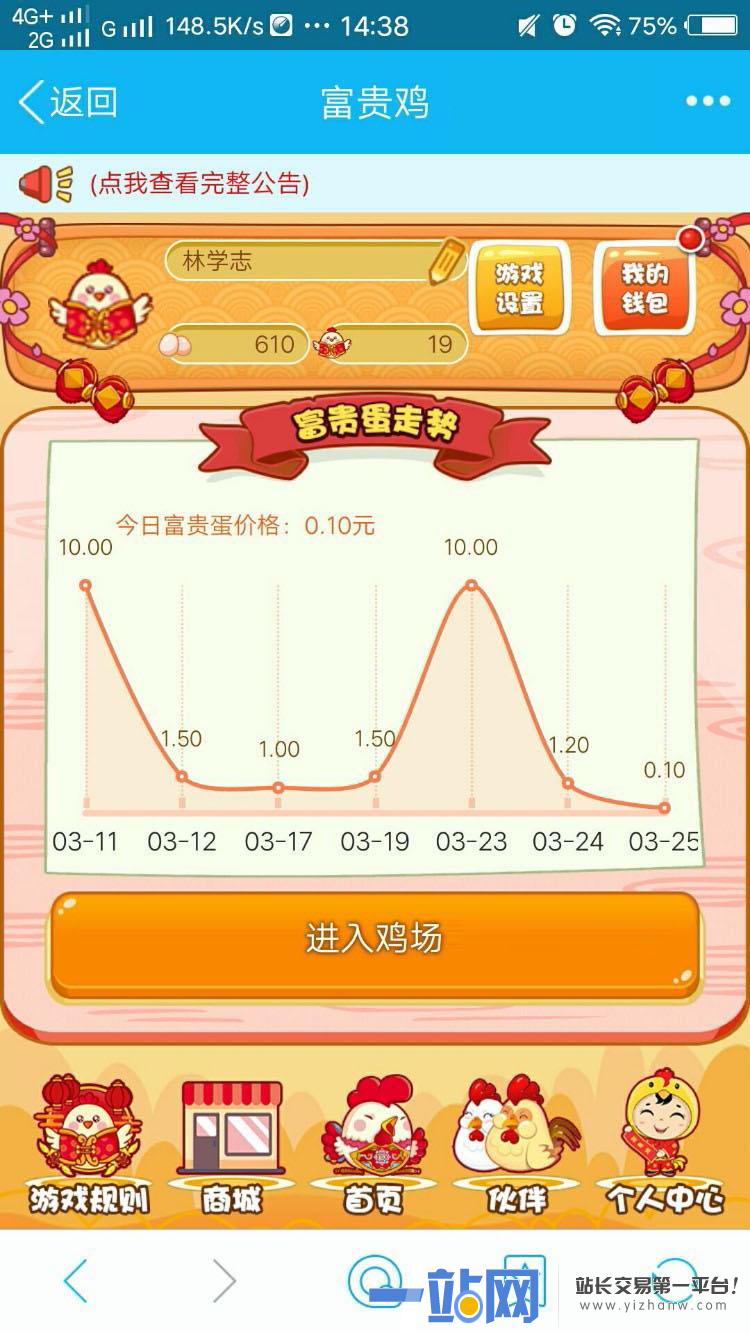 4G+ 2G G 148.5K/s ··· 14:38 75%
返回 富贵鸡
(点我查看完整公告)
林学志
游戏设置
我的钱包
610 19
富贵蛋走势
今日富贵蛋价格：0.10元
10.00 1.50 1.00 1.50 10.00 1.20 0.10
03-11 03-12 03-17 03-19 03-23 03-24 03-25
进入鸡场
游戏规则 商城 首页 伙伴 个人中心
一站网 站长交易第一平台!
www.yizhanw.com